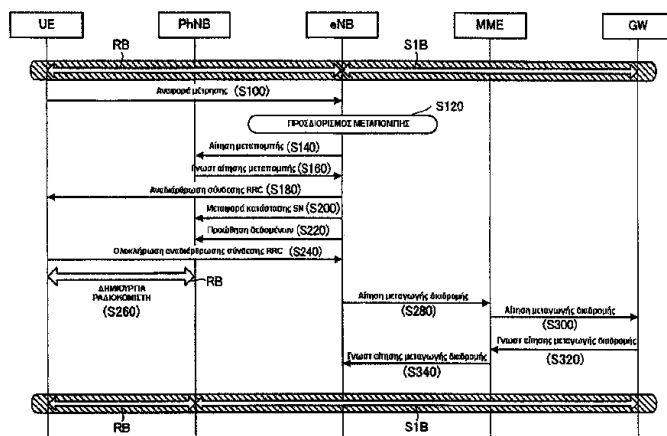 UE PhNB eNB MME GW
RB S1B
Αναφορά μέτρησης (S100)
S120
ΠΡΟΣΔΙΟΡΙΣΜΟΣ ΜΕΤΑΠΟΜΠΗΣ
Αίτηση μεταπομπής (S140)
Γνωστ αίτησης μεταπομπής (S160)
Αναδιάρθρωση σύνδεσης RRC (S180)
Μεταφορά κατάστασης SN (S200)
Προώθηση δεδομένων (S220)
Ολοκλήρωση αναδιάρθρωσης σύνδεσης RRC (S240)
RB
ΔΗΜΙΟΥΡΓΙΑ
ΡΑΔΙΟΚΟΜΙΣΤΗ
(S260)
Αίτηση μεταγωγής διαδρομής
(S280)
Αίτηση μεταγωγής διαδρομής
(S300)
Γνωστ αίτησης μεταγωγής διαδρομής
(S320)
Γνωστ αίτησης μεταγωγής διαδρομής
(S340)
RB S1B